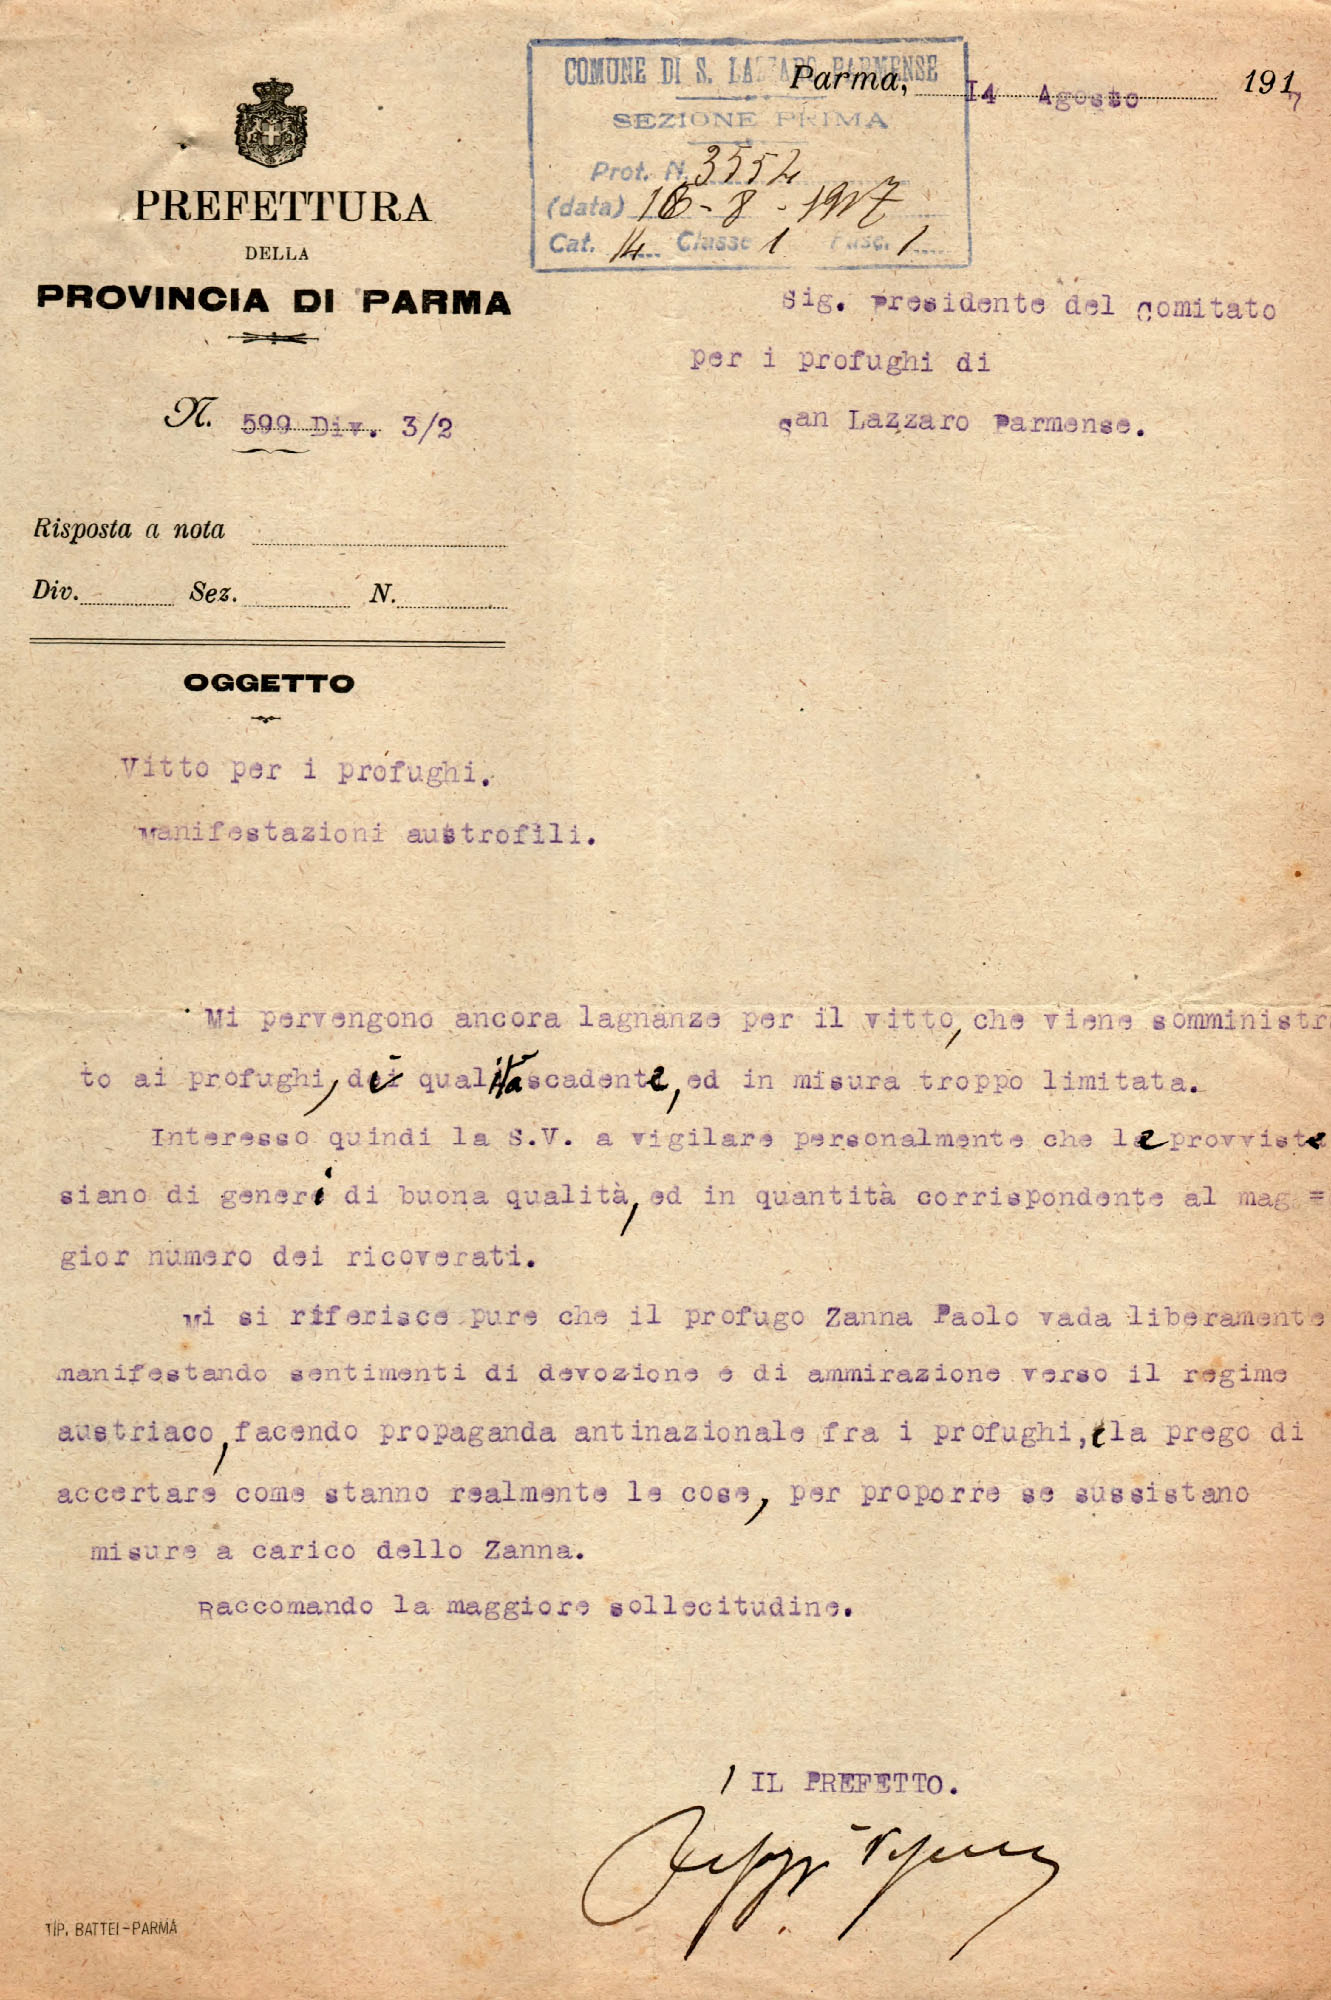 COMUNE DI S. LAZZARO PARMENSE
SEZIONE PRIMA
Prot. N. 3552
(data) 16-8-1917
Cat. 14 Classe 1 Fasc. 1
Parma, 14 Agosto 1917
PREFETTURA
DELLA
PROVINCIA DI PARMA
N. 599 Div. 3/2
Risposta a nota
Div. Sez. N.
OGGETTO
Vitto per i profughi.
Manifestazioni austrofili.
Sig. Presidente del Comitato
per i profughi di
San Lazzaro Parmense.
Mi pervengono ancora lagnanze per il vitto, che viene somministra
to ai profughi, di qualità scadente, ed in misura troppo limitata.
Interesso quindi la S.V. a vigilare personalmente che le provviste
siano di generi di buona qualità, ed in quantità corrispondente al mag=
gior numero dei ricoverati.
Mi si riferisce pure che il profugo Zanna Paolo vada liberamente
manifestando sentimenti di devozione e di ammirazione verso il regime
austriaco, facendo propaganda antinazionale fra i profughi, e la prego di
accertare come stanno realmente le cose, per proporre se sussistano
misure a carico dello Zanna.
Raccomando la maggiore sollecitudine.
IL PREFETTO.
TIP. BATTEI-PARMA